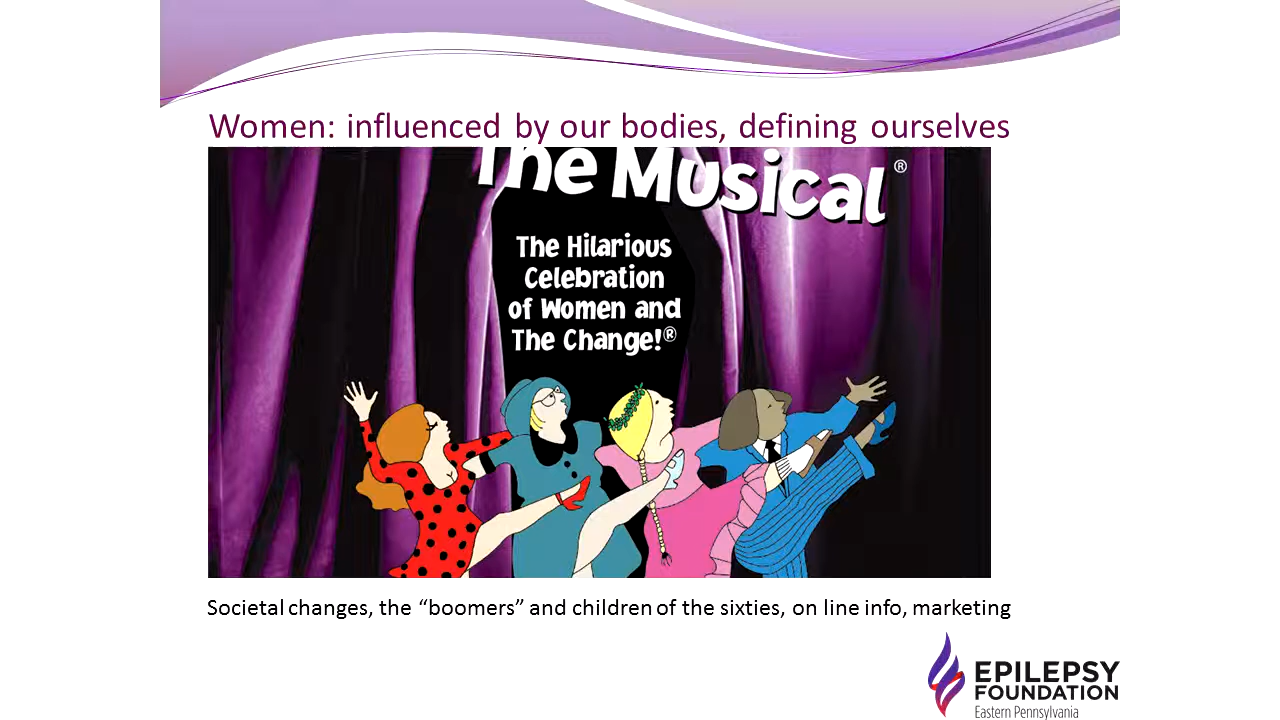 Women: influenced by our bodies, defining ourselves
The Musical®
The Hilarious
Celebration
of Women and
The Change!®
Societal changes, the “boomers” and children of the sixties, on line info, marketing
EPILEPSY
FOUNDATION
Eastern Pennsylvania